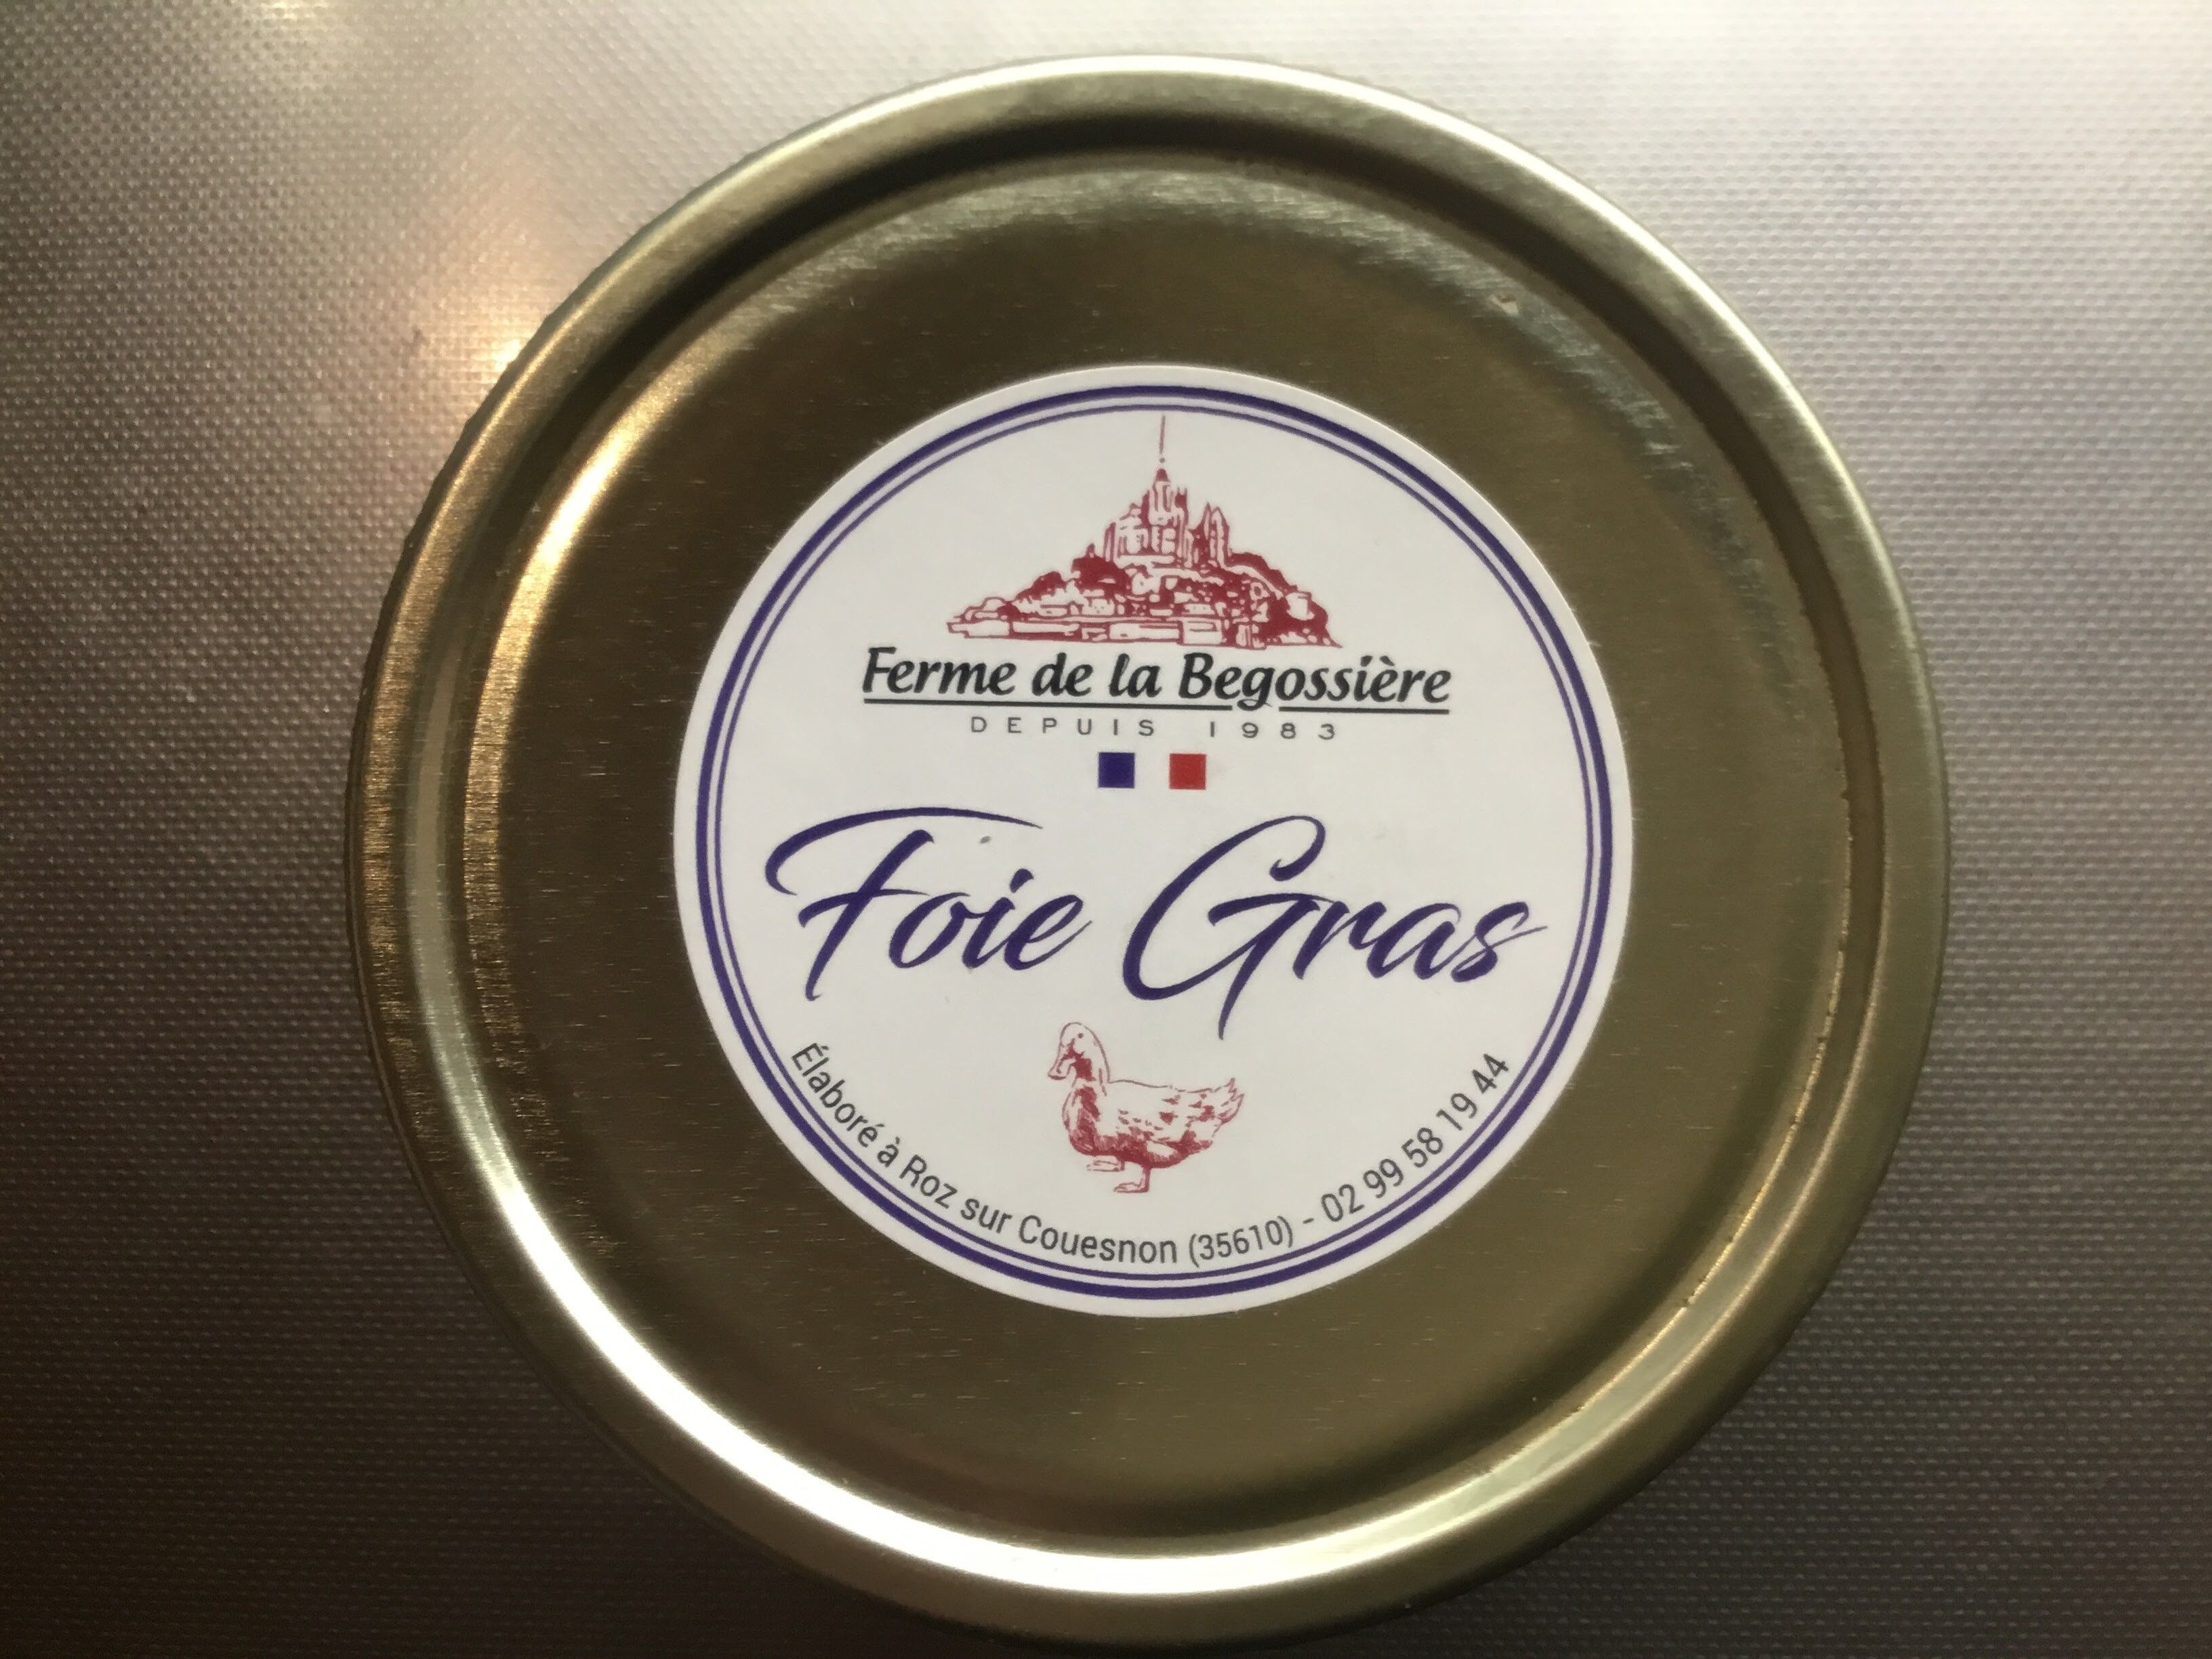 Ferme de la Begossière
DEPUIS 1983
Foie Gras
Élaboré à Roz sur Couesnon (35610) - 02 99 58 19 44